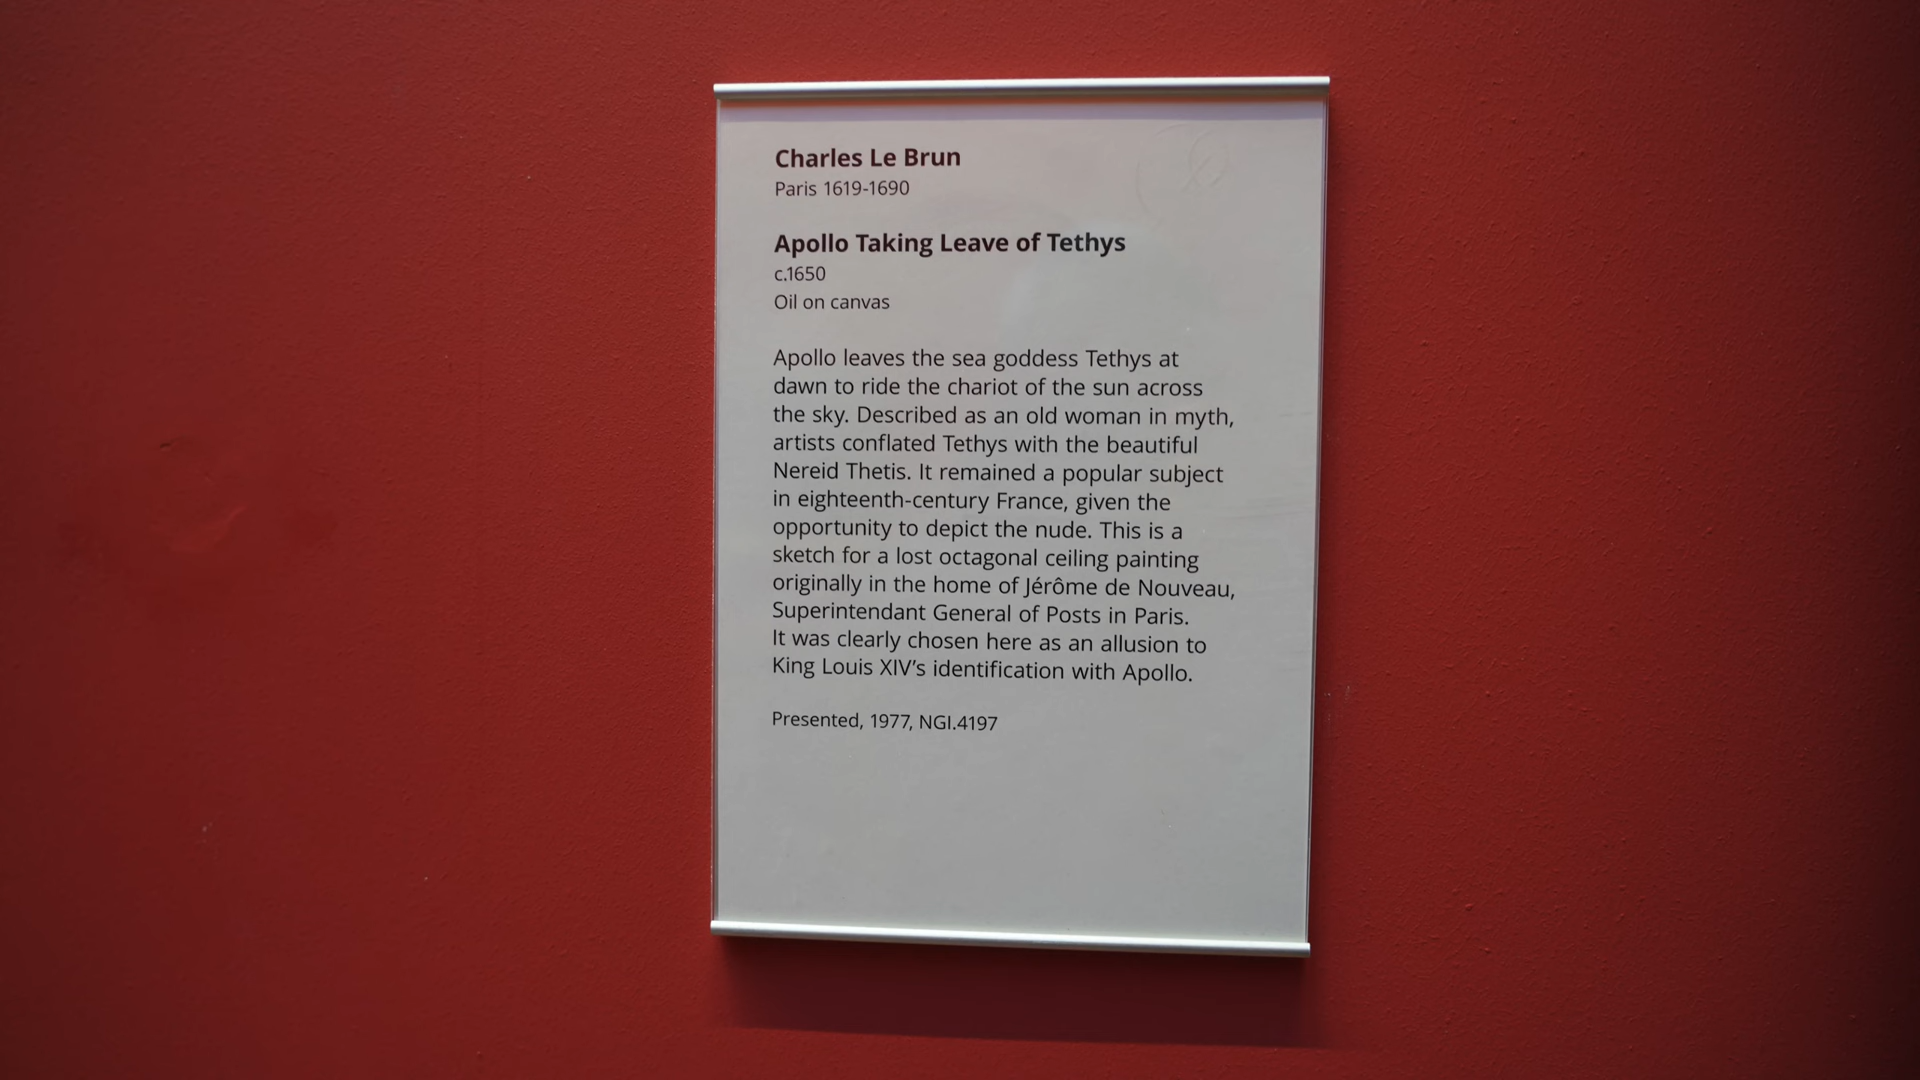 Charles Le Brun
Paris 1619-1690
Apollo Taking Leave of Tethys
c.1650
Oil on canvas
Apollo leaves the sea goddess Tethys at
dawn to ride the chariot of the sun across
the sky. Described as an old woman in myth,
artists conflated Tethys with the beautiful
Nereid Thetis. It remained a popular subject
in eighteenth-century France, given the
opportunity to depict the nude. This is a
sketch for a lost octagonal ceiling painting
originally in the home of Jérôme de Nouveau,
Superintendant General of Posts in Paris.
It was clearly chosen here as an allusion to
King Louis XIV’s identification with Apollo.
Presented, 1977, NGI.4197